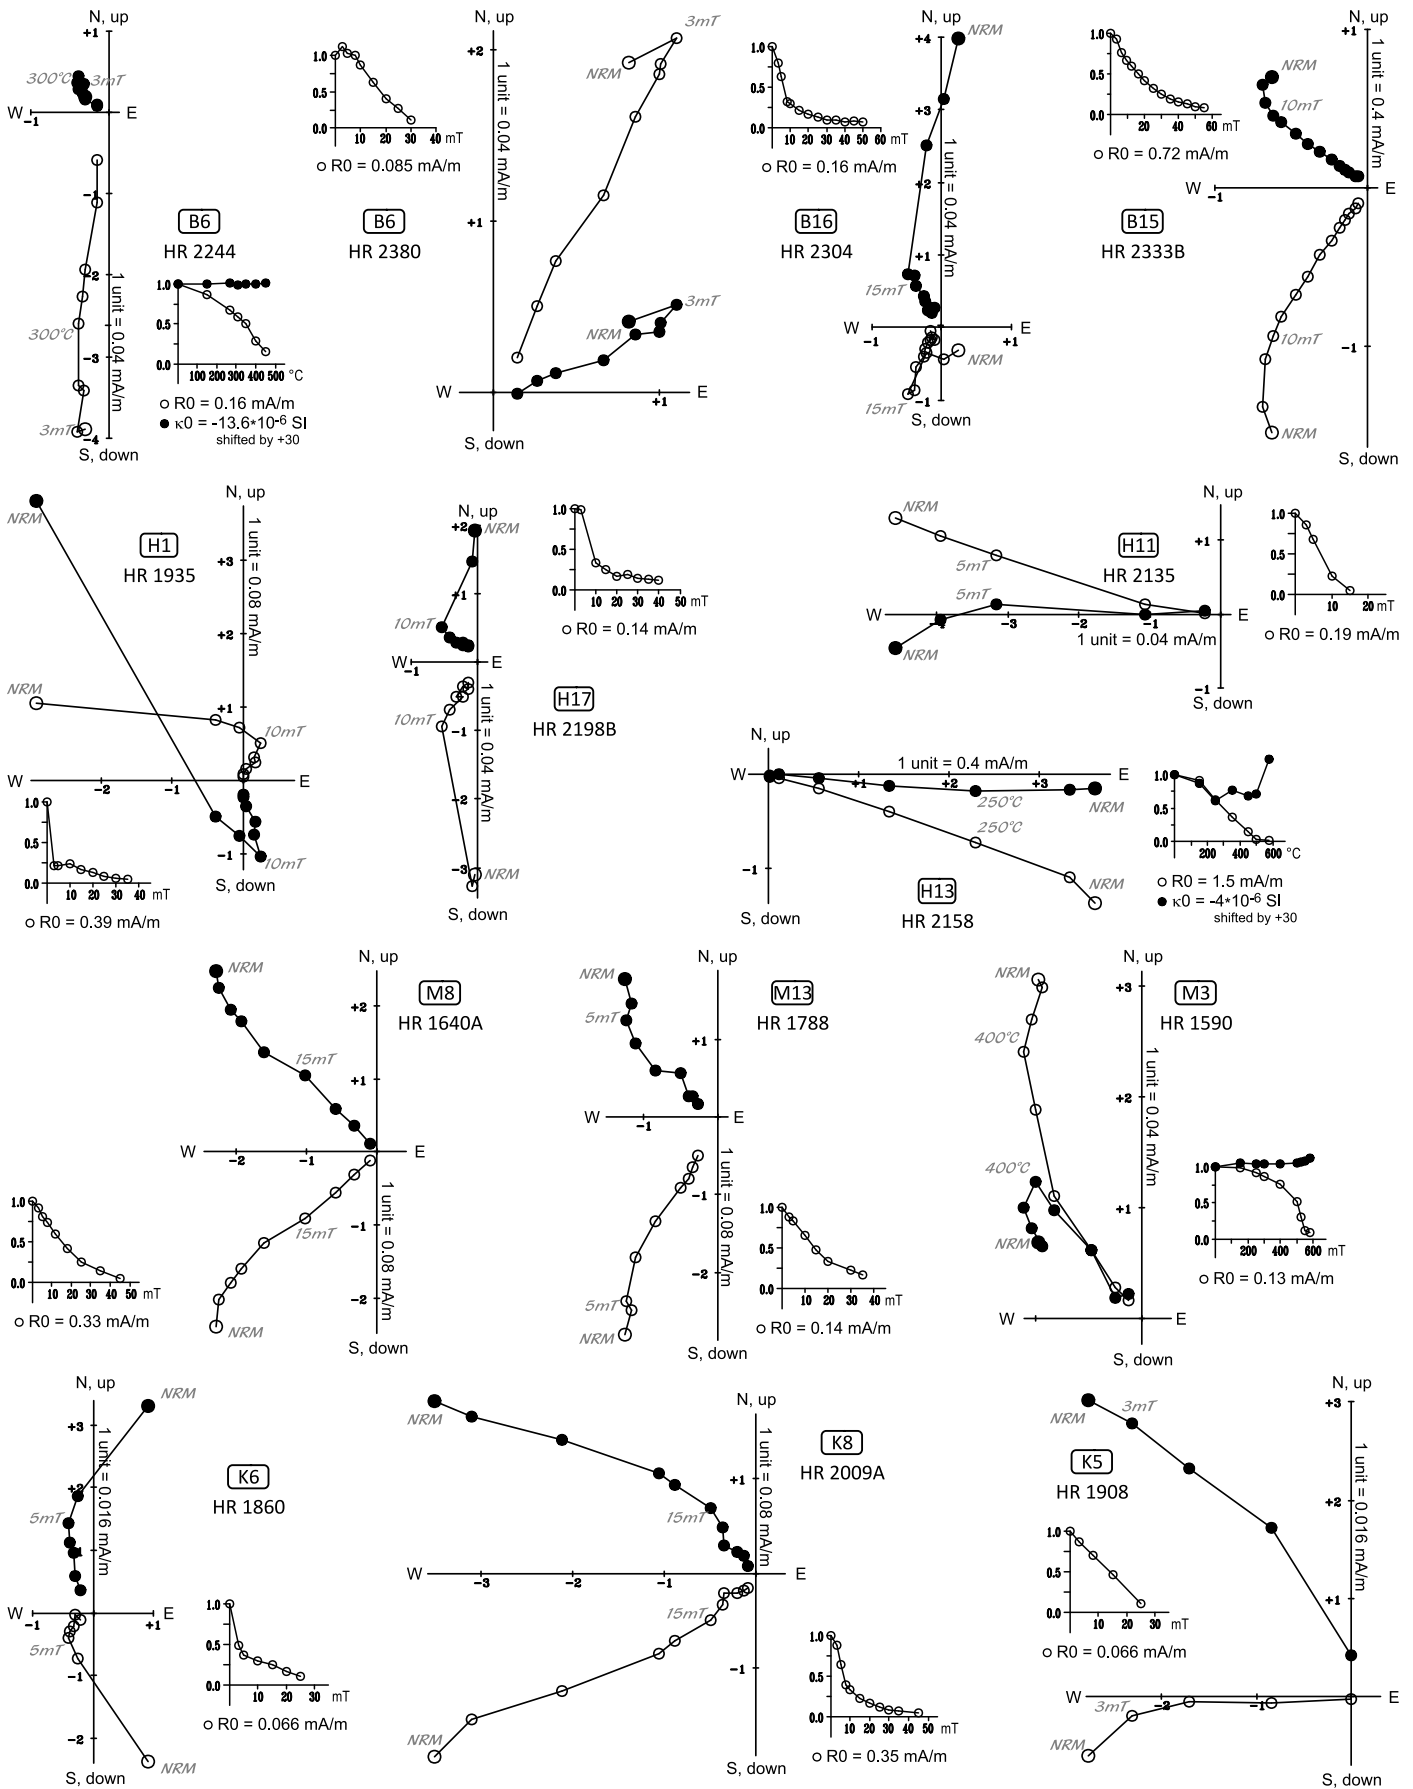 N, up
+1
300°C
3mT
W
-1
E
-1
-2
1 unit = 0.04 mA/m
300°C
-3
3mT
-4
S, down
B6
HR 2244
1.0
0.5
0.0
100 200 300 400 500 °C
R0 = 0.16 mA/m
κ0 = -13.6*10-6 SI
shifted by +30
N, up
3mT
+2
NRM
1 unit = 0.04 mA/m
+1
3mT
NRM
W
+1
E
S, down
1.0
0.5
0.0
0 10 20 30 40 mT
R0 = 0.085 mA/m
B6
HR 2380
N, up
+4
NRM
+3
1 unit = 0.04 mA/m
+2
+1
15mT
W
-1
E
+1
NRM
15mT
-1
S, down
1.0
0.5
0.0
10 20 30 40 50 60 mT
R0 = 0.16 mA/m
B16
HR 2304
N, up
+1
NRM
10mT
1 unit = 0.4 mA/m
W
-1
E
-1
10mT
NRM
S, down
1.0
0.5
0.0
20 40 60 mT
R0 = 0.72 mA/m
B15
HR 2333B
N, up
NRM
H1
HR 1935
+3
1 unit = 0.08 mA/m
+2
NRM
+1
10mT
W
-2
-1
E
-1
10mT
S, down
1.0
0.5
0.0
10 20 30 40 mT
R0 = 0.39 mA/m
N, up
+2
NRM
+1
10mT
W
-1
E
1 unit = 0.04 mA/m
10mT
-1
-2
-3
NRM
S, down
1.0
0.5
0.0
10 20 30 40 50 mT
R0 = 0.14 mA/m
H17
HR 2198B
N, up
NRM
+1
5mT
5mT
W
-4
-3
-2
-1
E
1 unit = 0.04 mA/m
NRM
-1
S, down
H11
HR 2135
1.0
0.5
0.0
10 20 mT
R0 = 0.19 mA/m
N, up
1 unit = 0.4 mA/m
W
+1
+2
+3
E
250°C
NRM
250°C
-1
NRM
S, down
H13
HR 2158
1.0
0.5
0.0
200 400 600 °C
R0 = 1.5 mA/m
κ0 = -4*10-6 SI
shifted by +30
N, up
NRM
M8
HR 1640A
+2
15mT
+1
W
-2
-1
E
-1
15mT
1 unit = 0.08 mA/m
-2
NRM
S, down
1.0
0.5
0.0
10 20 30 40 50 mT
R0 = 0.33 mA/m
N, up
NRM
M13
HR 1788
5mT
+1
W
-1
E
-1
1 unit = 0.08 mA/m
-2
5mT
NRM
S, down
1.0
0.5
0.0
10 20 30 40 mT
R0 = 0.14 mA/m
N, up
NRM
+3
M3
HR 1590
400°C
1 unit = 0.04 mA/m
+2
400°C
+1
NRM
W
E
S, down
1.0
0.5
0.0
200 400 600 mT
R0 = 0.13 mA/m
N, up
NRM
+3
1 unit = 0.016 mA/m
+2
5mT
+1
W
-1
+1
E
5mT
-1
-2
NRM
S, down
K6
HR 1860
1.0
0.5
0.0
10 20 30 mT
R0 = 0.066 mA/m
N, up
NRM
K8
HR 2009A
1 unit = 0.08 mA/m
+1
15mT
W
-3
-2
-1
E
15mT
-1
NRM
S, down
1.0
0.5
0.0
10 20 30 40 50 mT
R0 = 0.35 mA/m
N, up
+3
NRM
3mT
K5
HR 1908
1 unit = 0.016 mA/m
+2
+1
W
-2
-1
E
3mT
NRM
S, down
1.0
0.5
0.0
10 20 30 mT
R0 = 0.066 mA/m